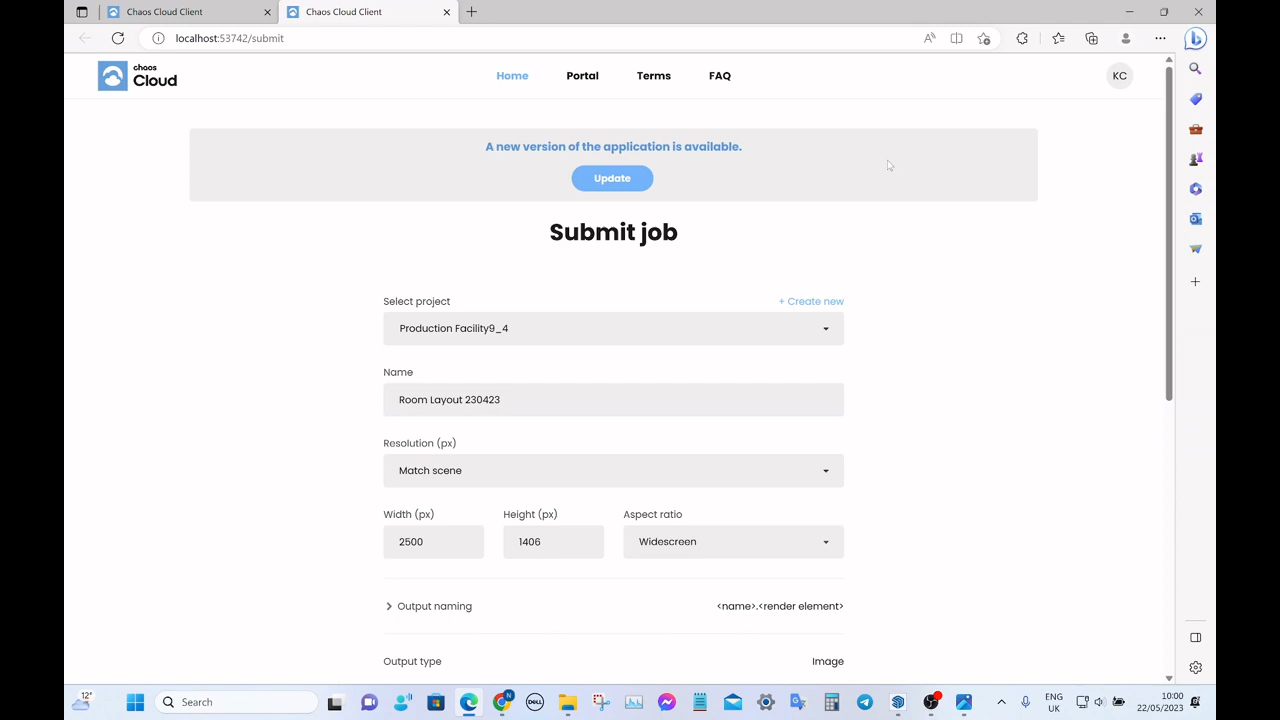 Chaos Cloud Client
Chaos Cloud Client
localhost:53742/submit
chaos
Cloud
Home
Portal
Terms
FAQ
KC
A new version of the application is available.
Update
Submit job
Select project
+ Create new
Production Facility9_4
Name
Room Layout 230423
Resolution (px)
Match scene
Width (px)
Height (px)
Aspect ratio
2500
1406
Widescreen
Output naming
<name>.<render element>
Output type
Image
12°
Search
N
DELL
ENG
UK
10:00
22/05/2023